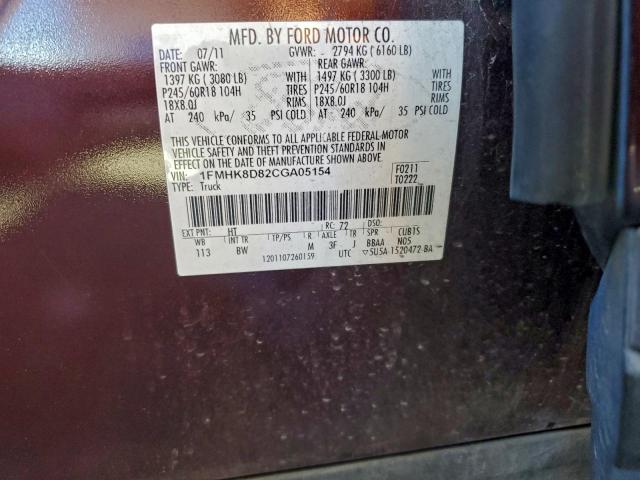 MFD. BY FORD MOTOR CO.
DATE: 07/11 GVWR: 2794 KG ( 6160 LB)
FRONT GAWR: REAR GAWR:
1397 KG ( 3080 LB) WITH 1497 KG ( 3300 LB) WITH
P245/60R18 104H TIRES P245/60R18 104H TIRES
18X8.0J RIMS 18X8.0J RIMS
AT 240 kPa/ 35 PSI COLD AT 240 kPa/ 35 PSI COLD
THIS VEHICLE CONFORMS TO ALL APPLICABLE FEDERAL MOTOR
VEHICLE SAFETY AND THEFT PREVENTION STANDARDS IN
EFFECT ON THE DATE OF MANUFACTURE SHOWN ABOVE.
VIN: 1FMHK8D82CGA05154 F0211
TYPE: Truck T0222
EXT PNT: HT RC: 72 DSO:
WB INT TR TP/PS R AXLE TR SPR CUBTS
113 BW M 3F J BBAA N05
1201107260159 UTC ▽5U5A-1520472-BA